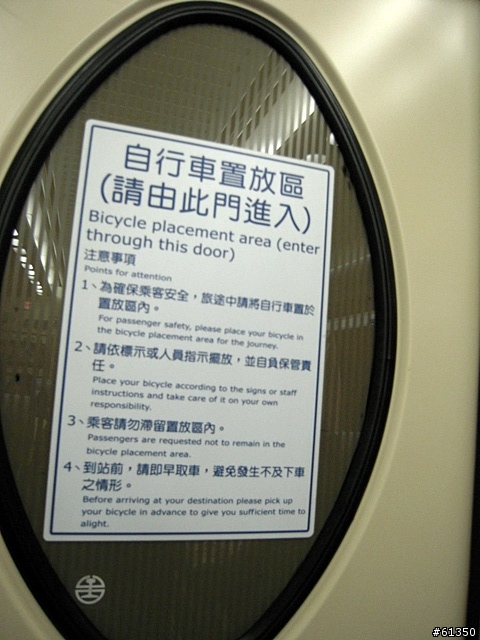 自行車置放區
(請由此門進入)
Bicycle placement area (enter
through this door)
注意事項
Points for attention
1、為確保乘客安全，旅途中請將自行車置於
置放區內。
For passenger safety, please place your bicycle in
the bicycle placement area for the journey.
2、請依標示或人員指示擺放，並自負保管責
任。
Place your bicycle according to the signs or staff
instructions and take care of it on your own
responsibility.
3、乘客請勿滯留置放區內。
Passengers are requested not to remain in the
bicycle placement area.
4、到站前，請即早取車，避免發生不及下車
之情形。
Before arriving at your destination please pick up
your bicycle in advance to give you sufficient time to
alight.
#61350